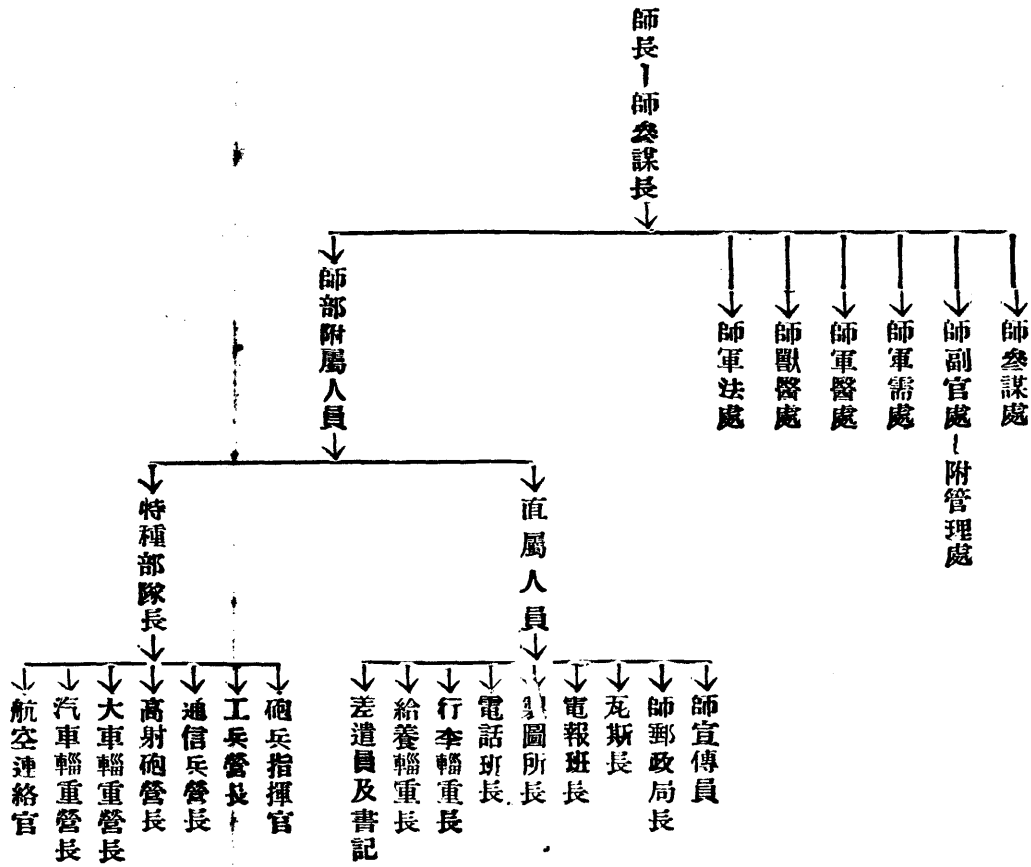 師長—師叅謀長
師叅謀處
師副官處—附管理處
師軍需處
師軍醫處
師獸醫處
師軍法處
師部附屬人員
直屬人員
師宣傳員
師郵政局長
瓦斯長
電報班長
製圖所長
電話班長
行李輜重長
給養輜重長
差遣員及書記
特種部隊長
砲兵指揮官
工兵營長
通信兵營長
高射砲營長
大車輜重營長
汽車輜重營長
航空連絡官